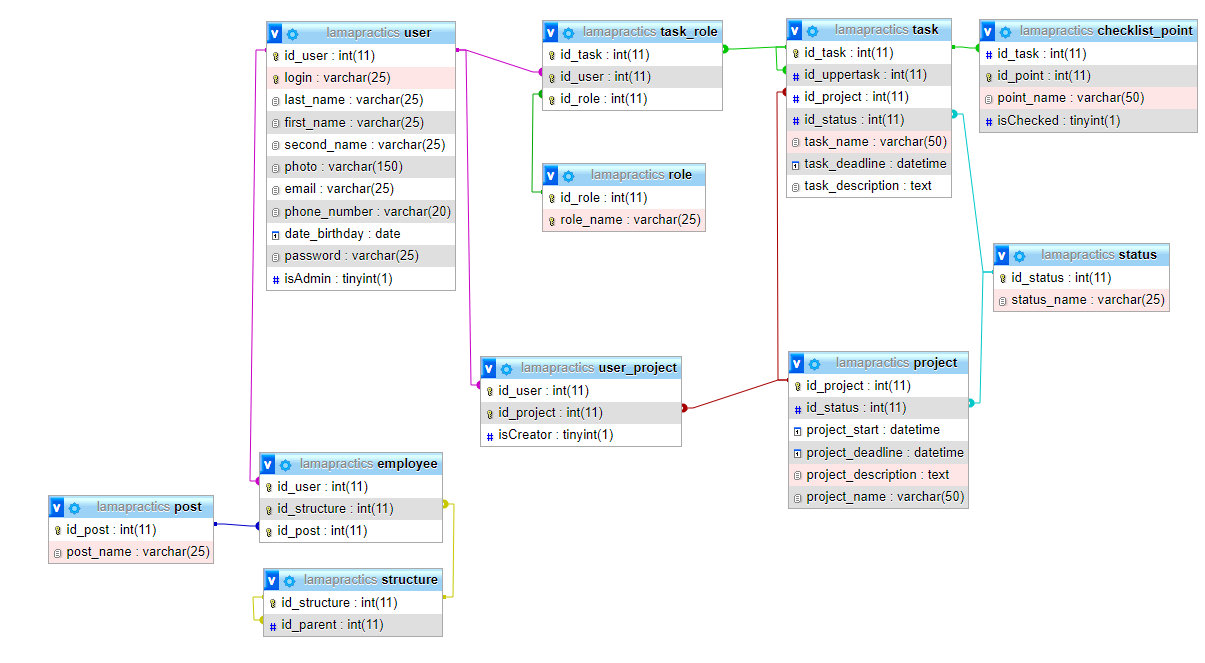 lamapractics user
id_user : int(11)
login : varchar(25)
last_name : varchar(25)
first_name : varchar(25)
second_name : varchar(25)
photo : varchar(150)
email : varchar(25)
phone_number : varchar(20)
date_birthday : date
password : varchar(25)
# isAdmin : tinyint(1)
lamapractics task_role
id_task : int(11)
id_user : int(11)
id_role : int(11)
lamapractics role
id_role : int(11)
role_name : varchar(25)
lamapractics task
id_task : int(11)
# id_uppertask : int(11)
# id_project : int(11)
# id_status : int(11)
task_name : varchar(50)
task_deadline : datetime
task_description : text
lamapractics checklist_point
# id_task : int(11)
id_point : int(11)
point_name : varchar(50)
# isChecked : tinyint(1)
lamapractics status
id_status : int(11)
status_name : varchar(25)
lamapractics user_project
id_user : int(11)
id_project : int(11)
# isCreator : tinyint(1)
lamapractics project
id_project : int(11)
# id_status : int(11)
project_start : datetime
project_deadline : datetime
project_description : text
project_name : varchar(50)
lamapractics employee
id_user : int(11)
id_structure : int(11)
id_post : int(11)
lamapractics post
id_post : int(11)
post_name : varchar(25)
lamapractics structure
id_structure : int(11)
# id_parent : int(11)